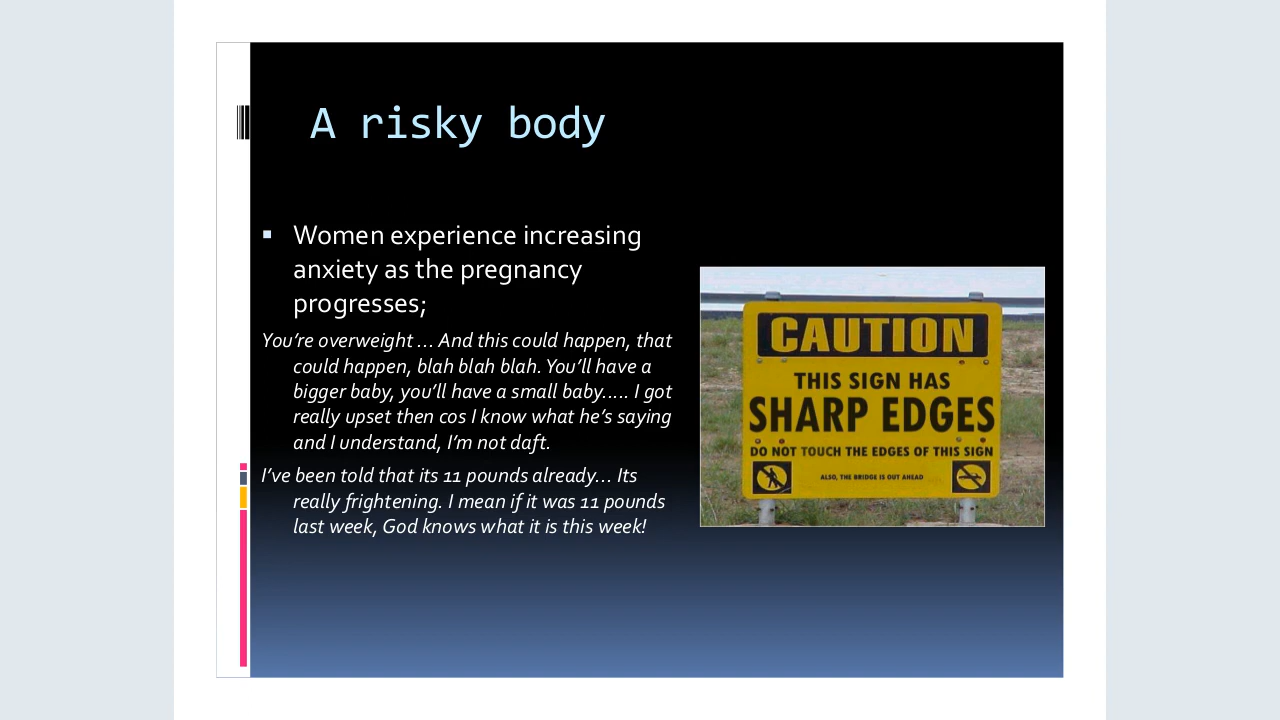 A risky body
Women experience increasing
anxiety as the pregnancy
progresses;
You’re overweight … And this could happen, that
could happen, blah blah blah. You’ll have a
bigger baby, you’ll have a small baby….. I got
really upset then cos I know what he’s saying
and I understand, I’m not daft.
I’ve been told that its 11 pounds already… Its
really frightening. I mean if it was 11 pounds
last week, God knows what it is this week!
CAUTION
THIS SIGN HAS
SHARP EDGES
DO NOT TOUCH THE EDGES OF THIS SIGN
ALSO, THE BRIDGE IS OUT AHEAD